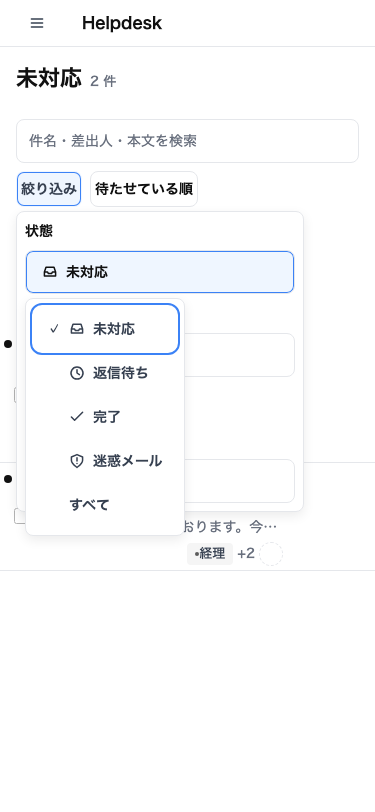 Helpdesk
未対応 2 件
件名・差出人・本文を検索
絞り込み 待たせている順
状態
未対応
未対応
返信待ち
完了
迷惑メール
すべて
おります。今…
•経理 +2